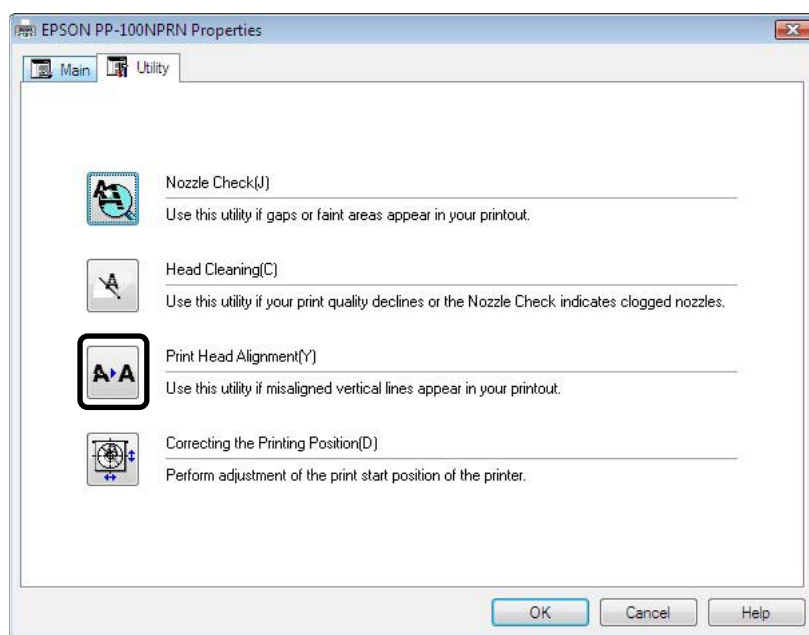 EPSON PP-100NPRN Properties
Main
Utility
Nozzle Check(J)
Use this utility if gaps or faint areas appear in your printout.
Head Cleaning(C)
Use this utility if your print quality declines or the Nozzle Check indicates clogged nozzles.
A A
Print Head Alignment(Y)
Use this utility if misaligned vertical lines appear in your printout.
Correcting the Printing Position(D)
Perform adjustment of the print start position of the printer.
OK
Cancel
Help